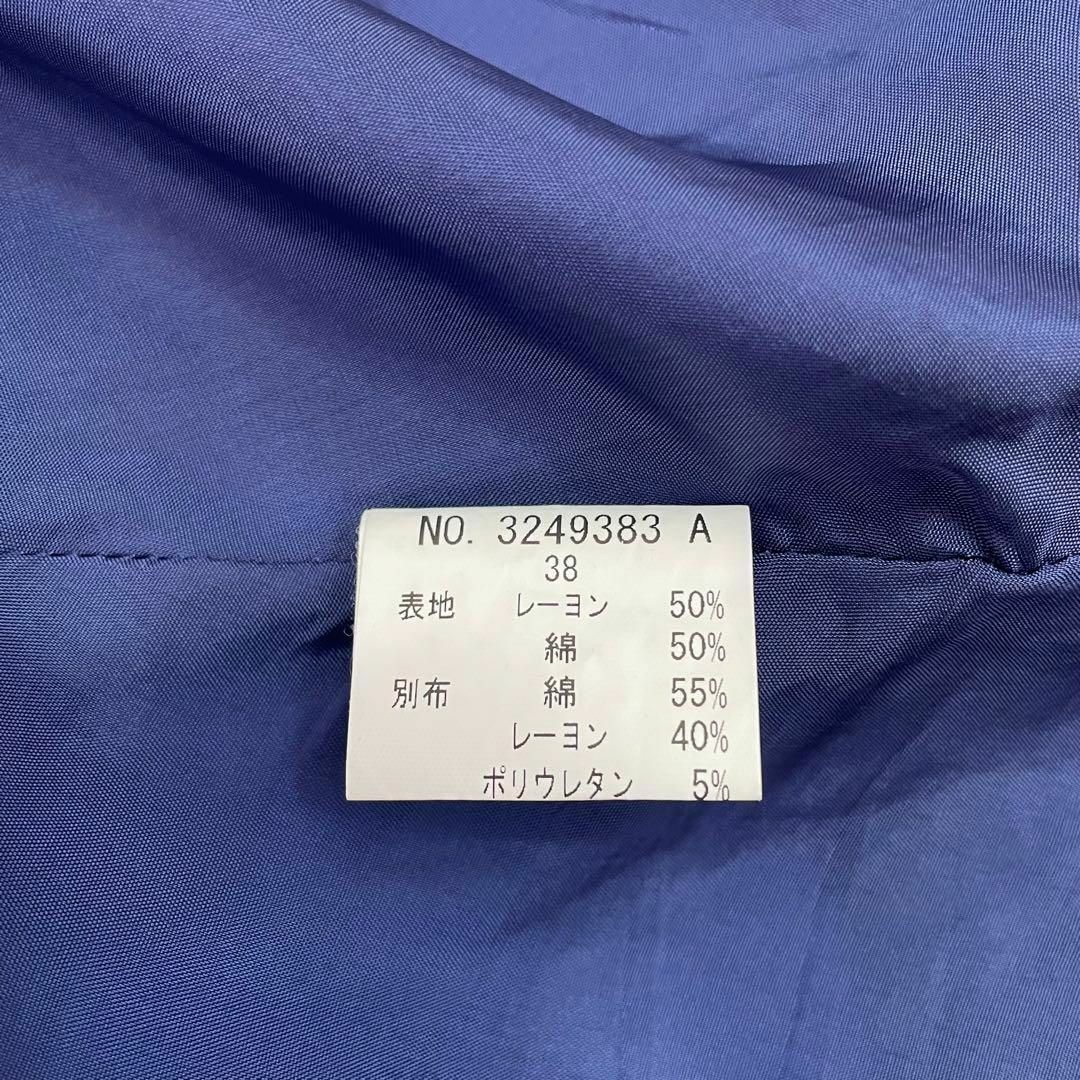 NO. 3249383 A
38
表地 レーヨン 50%
綿 50%
別布 綿 55%
レーヨン 40%
ポリウレタン 5%